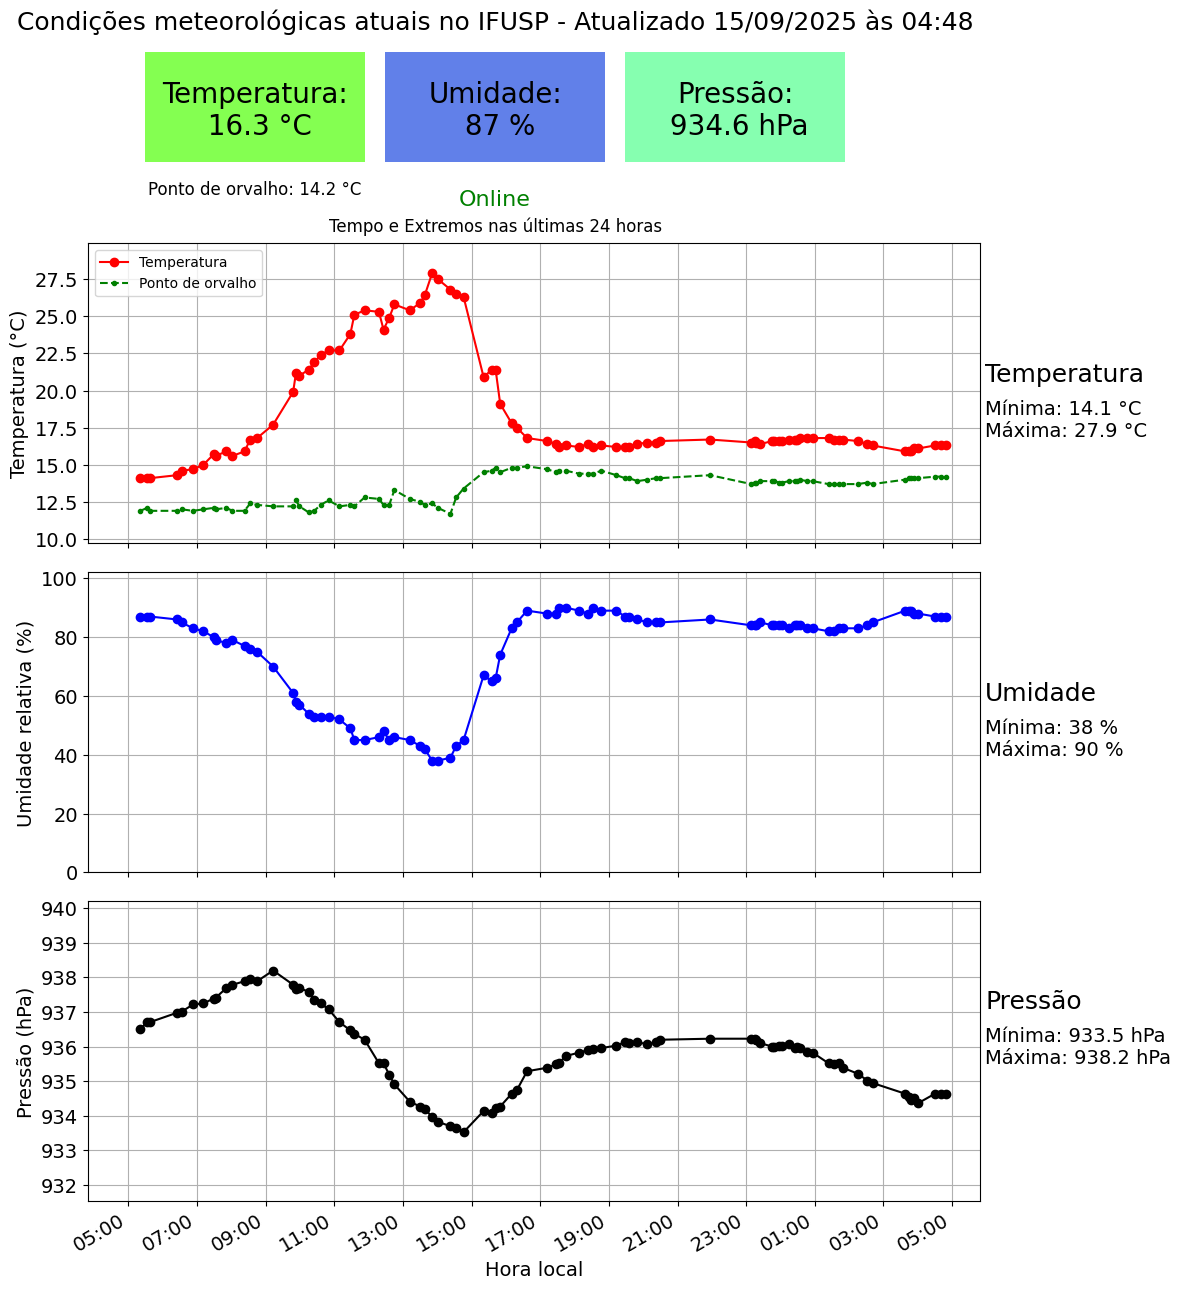 Condições meteorológicas atuais no IFUSP - Atualizado 15/09/2025 às 04:48
Temperatura:
16.3 °C
Umidade:
87 %
Pressão:
934.6 hPa
Ponto de orvalho: 14.2 °C
Online
Tempo e Extremos nas últimas 24 horas
Temperatura
Ponto de orvalho
Temperatura (°C)
27.5
25.0
22.5
20.0
17.5
15.0
12.5
10.0
Temperatura
Mínima: 14.1 °C
Máxima: 27.9 °C
Umidade relativa (%)
100
80
60
40
20
0
Umidade
Mínima: 38 %
Máxima: 90 %
Pressão (hPa)
940
939
938
937
936
935
934
933
932
Pressão
Mínima: 933.5 hPa
Máxima: 938.2 hPa
05:00
07:00
09:00
11:00
13:00
15:00
17:00
19:00
21:00
23:00
01:00
03:00
05:00
Hora local